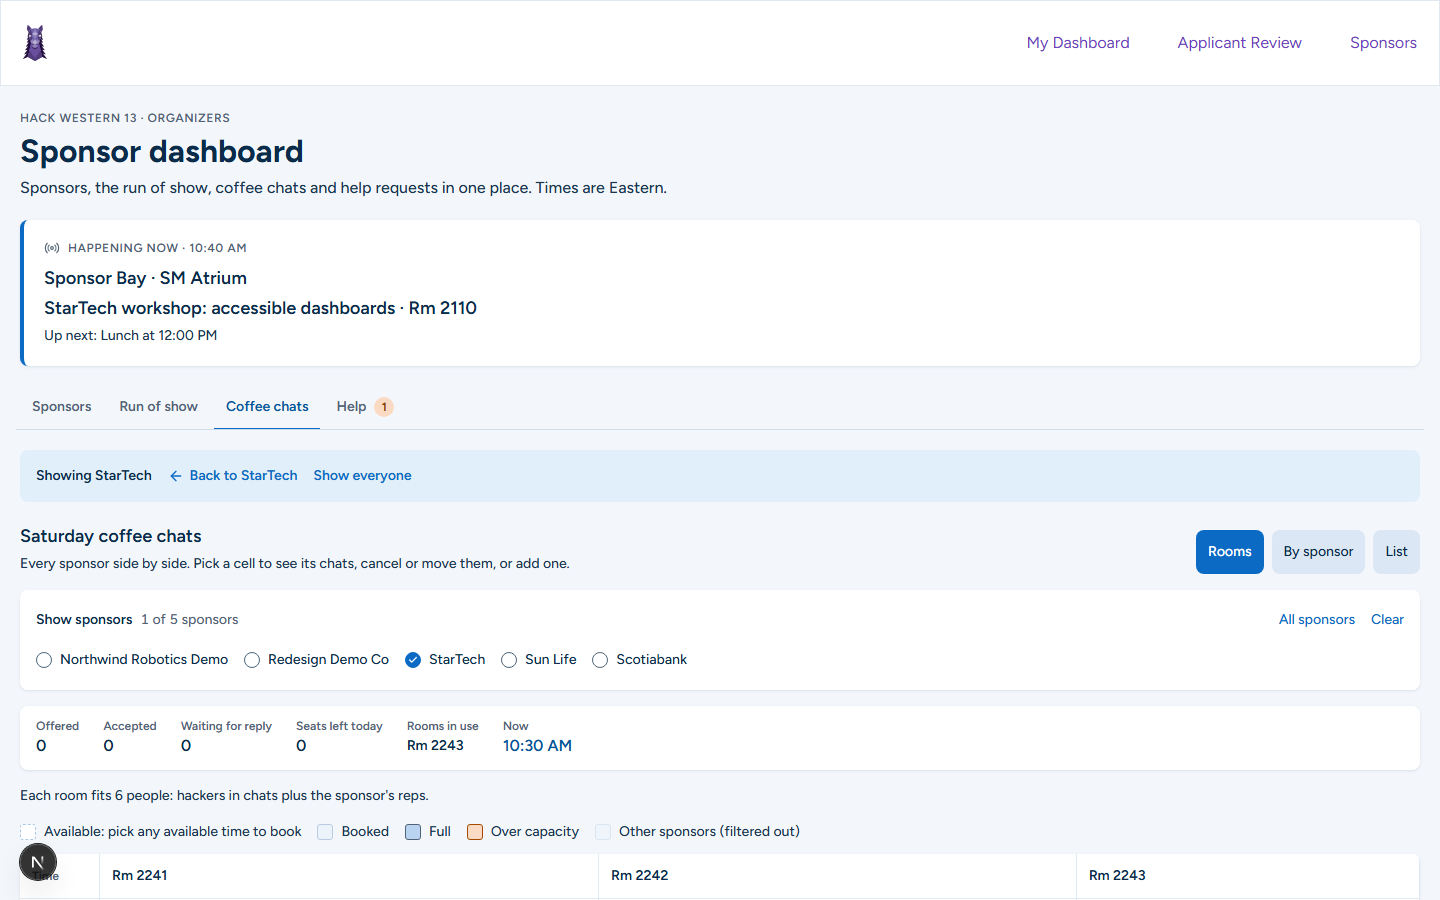 My Dashboard Applicant Review Sponsors
HACK WESTERN 13 · ORGANIZERS
Sponsor dashboard
Sponsors, the run of show, coffee chats and help requests in one place. Times are Eastern.
HAPPENING NOW · 10:40 AM
Sponsor Bay · SM Atrium
StarTech workshop: accessible dashboards · Rm 2110
Up next: Lunch at 12:00 PM
Sponsors Run of show Coffee chats Help 1
Showing StarTech ← Back to StarTech Show everyone
Saturday coffee chats
Every sponsor side by side. Pick a cell to see its chats, cancel or move them, or add one.
Rooms By sponsor List
Show sponsors 1 of 5 sponsors All sponsors Clear
Northwind Robotics Demo Redesign Demo Co StarTech Sun Life Scotiabank
Offered Accepted Waiting for reply Seats left today Rooms in use Now
0 0 0 0 Rm 2243 10:30 AM
Each room fits 6 people: hackers in chats plus the sponsor's reps.
Available: pick any available time to book Booked Full Over capacity Other sponsors (filtered out)
N
Time Rm 2241 Rm 2242 Rm 2243